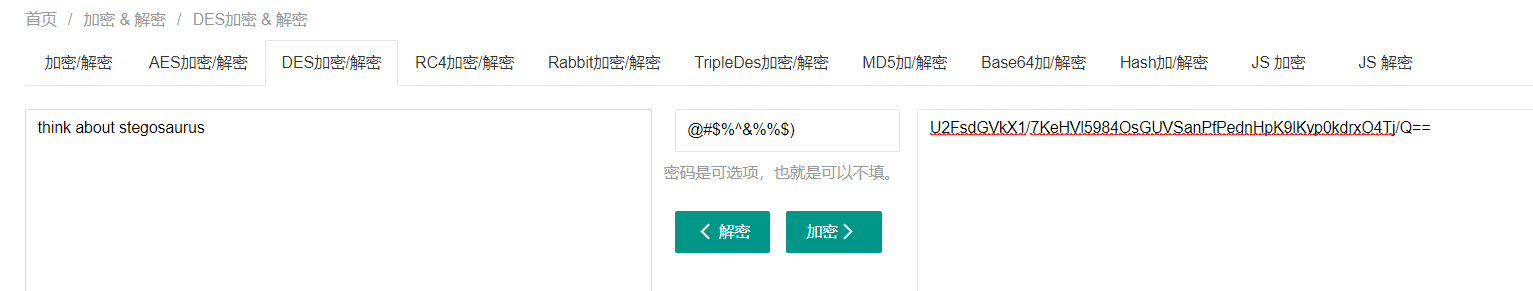 首页 / 加密 & 解密 / DES加密 & 解密
加密/解密 AES加密/解密 DES加密/解密 RC4加密/解密 Rabbit加密/解密 TripleDes加密/解密 MD5加/解密 Base64加/解密 Hash加/解密 JS 加密 JS 解密
think about stegosaurus
@#$%^&%%$)
U2FsdGVkX1/7KeHVl5984OsGUVSanPfPednHpK9lKvp0kdrxO4Tj/Q==
密码是可选项，也就是可以不填。
解密 加密